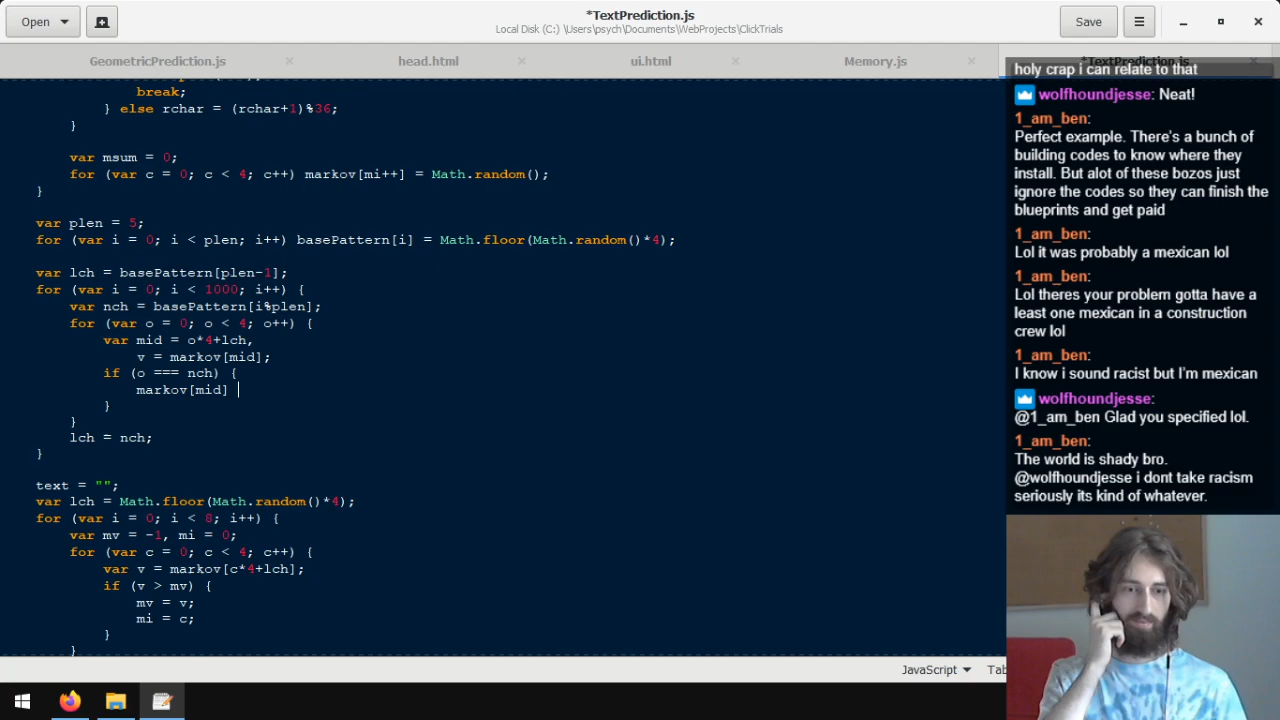 Open
*TextPrediction.js
Local Disk (C:) \Users\psych\Documents\WebProjects\ClickTrials
Save
GeometricPrediction.js
head.html
ui.html
Memory.js
*TextPrediction.js
break;
} else rchar = (rchar+1)%36;
}
var msum = 0;
for (var c = 0; c < 4; c++) markov[mi++] = Math.random();
}
var plen = 5;
for (var i = 0; i < plen; i++) basePattern[i] = Math.floor(Math.random()*4);
var lch = basePattern[plen-1];
for (var i = 0; i < 1000; i++) {
var nch = basePattern[i%plen];
for (var o = 0; o < 4; o++) {
var mid = o*4+lch,
v = markov[mid];
if (o === nch) {
markov[mid]
}
}
lch = nch;
}
text = "";
var lch = Math.floor(Math.random()*4);
for (var i = 0; i < 8; i++) {
var mv = -1, mi = 0;
for (var c = 0; c < 4; c++) {
var v = markov[c*4+lch];
if (v > mv) {
mv = v;
mi = c;
}
}
JavaScript
Tab
holy crap i can relate to that
wolfhoundjesse: Neat!
1_am_ben:
Perfect example. There's a bunch of
building codes to know where they
install. But alot of these bozos just
ignore the codes so they can finish the
blueprints and get paid
1_am_ben:
Lol it was probably a mexican lol
1_am_ben:
Lol theres your problem gotta have a
least one mexican in a construction
crew lol
1_am_ben:
I know i sound racist but I'm mexican
wolfhoundjesse:
@1_am_ben Glad you specified lol.
1_am_ben:
The world is shady bro.
@wolfhoundjesse i dont take racism
seriously its kind of whatever.